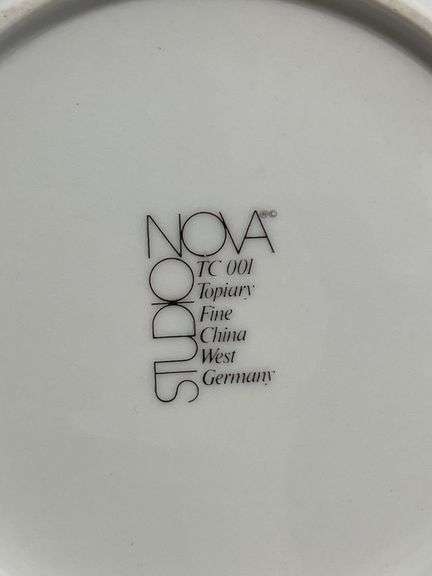 STUDIO
NOVA ®©
TC 001
Topiary
Fine
China
West
Germany